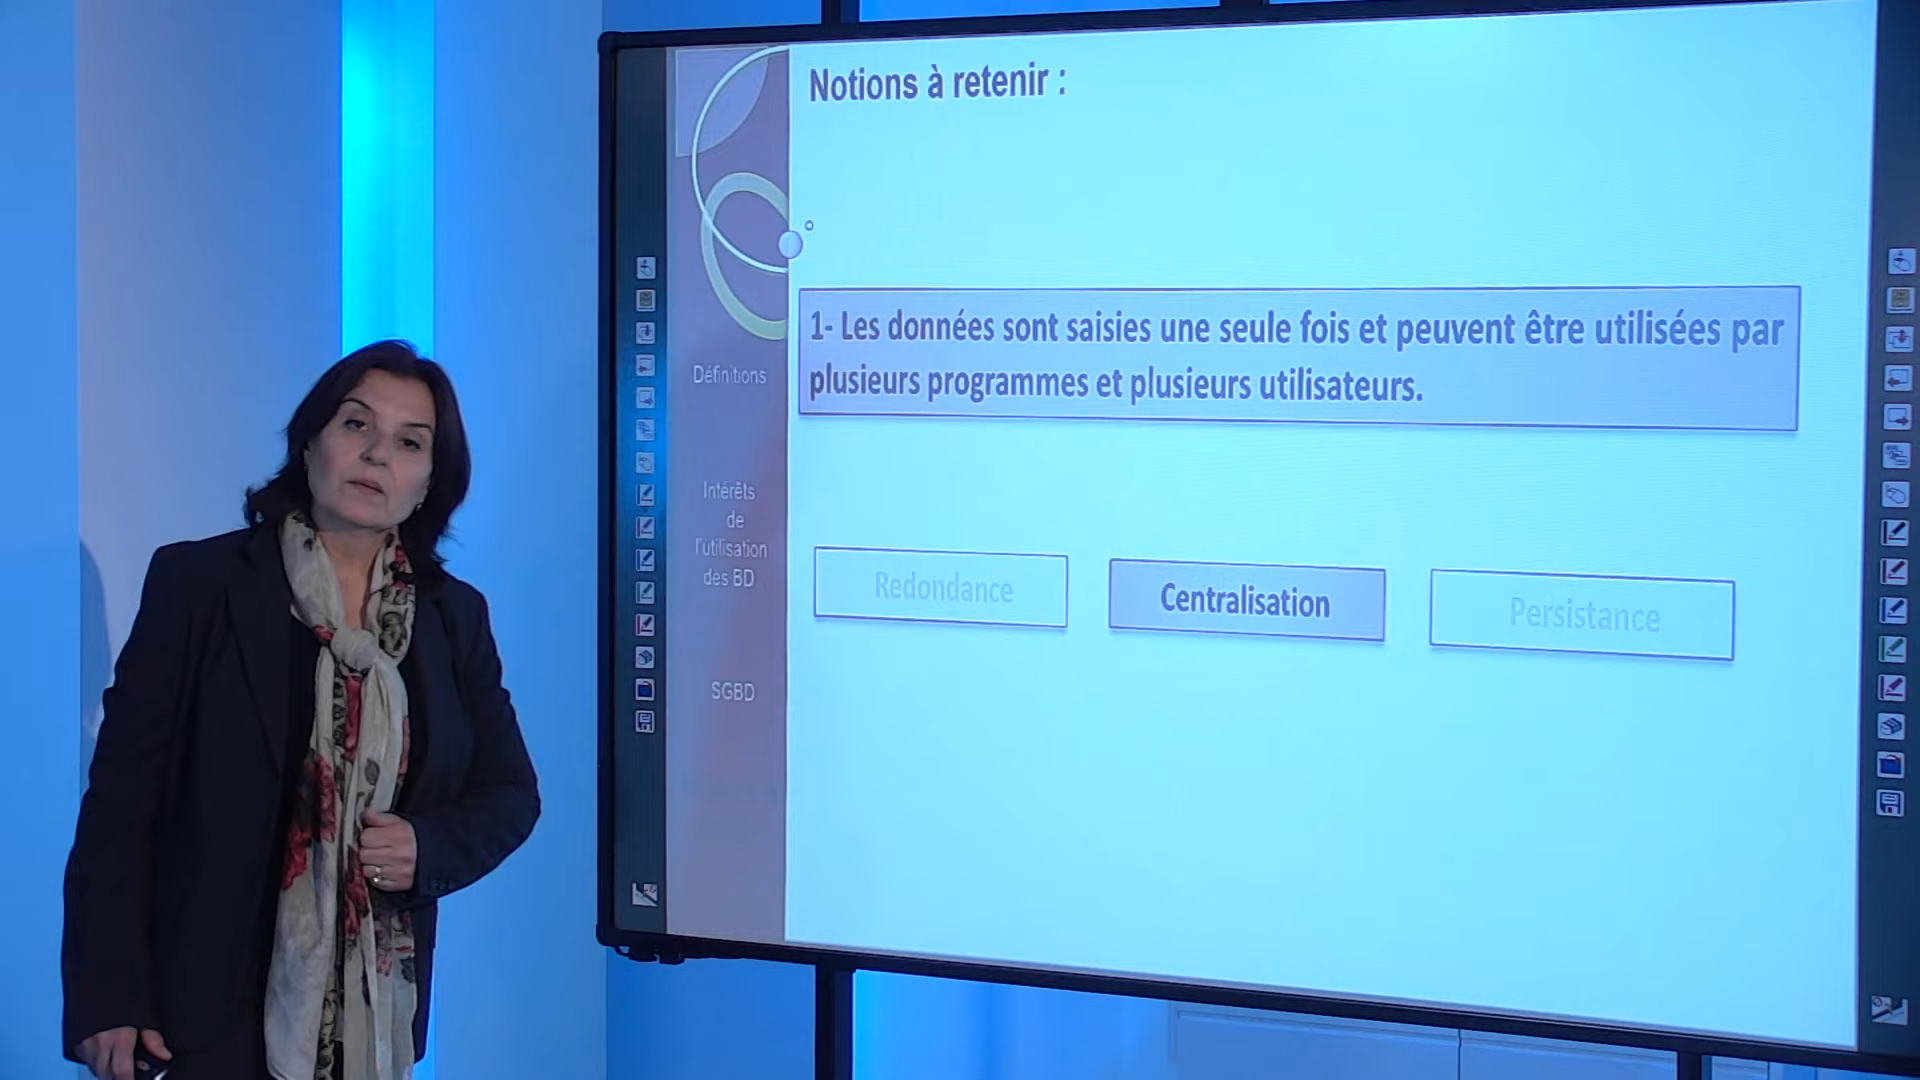 Notions à retenir :
1- Les données sont saisies une seule fois et peuvent être utilisées par
plusieurs programmes et plusieurs utilisateurs.
Définitions
Intérêts
de
l'utilisation
des BD
SGBD
Redondance
Centralisation
Persistance